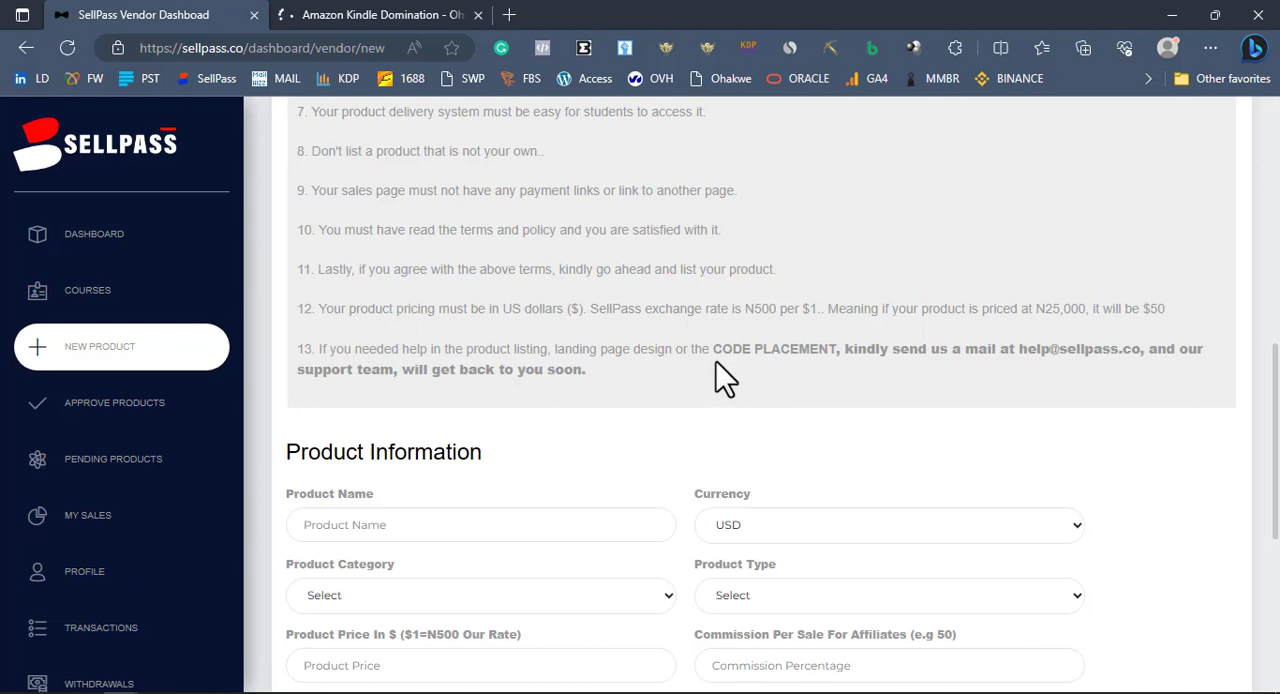 SellPass Vendor Dashboad
Amazon Kindle Domination - Oh
https://sellpass.co/dashboard/vendor/new
KDP
LD
FW
PST
SellPass
MAIL
KDP
1688
SWP
FBS
Access
OVH
Ohakwe
ORACLE
GA4
MMBR
BINANCE
Other favorites
SELLPASS
DASHBOARD
COURSES
NEW PRODUCT
APPROVE PRODUCTS
PENDING PRODUCTS
MY SALES
PROFILE
TRANSACTIONS
WITHDRAWALS
7. Your product delivery system must be easy for students to access it.
8. Don't list a product that is not your own..
9. Your sales page must not have any payment links or link to another page.
10. You must have read the terms and policy and you are satisfied with it.
11. Lastly, if you agree with the above terms, kindly go ahead and list your product.
12. Your product pricing must be in US dollars ($). SellPass exchange rate is N500 per $1.. Meaning if your product is priced at N25,000, it will be $50
13. If you needed help in the product listing, landing page design or the CODE PLACEMENT, kindly send us a mail at help@sellpass.co, and our
support team, will get back to you soon.
Product Information
Product Name
Currency
Product Name
USD
Product Category
Product Type
Select
Select
Product Price In $ ($1=N500 Our Rate)
Commission Per Sale For Affiliates (e.g 50)
Product Price
Commission Percentage